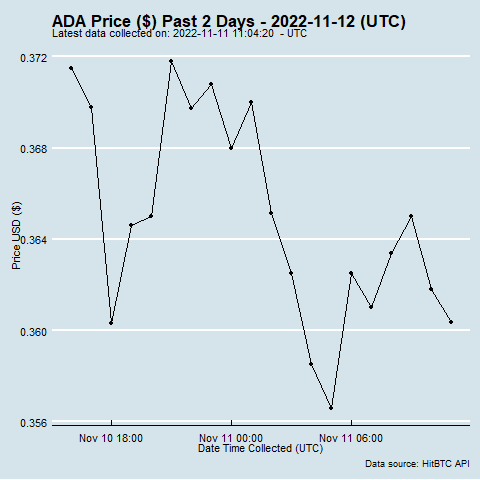 ADA Price ($) Past 2 Days - 2022-11-12 (UTC)
Latest data collected on: 2022-11-11 11:04:20 - UTC
0.372
0.368
0.364
0.360
0.356
Price USD ($)
Nov 10 18:00 Nov 11 00:00 Nov 11 06:00
Date Time Collected (UTC)
Data source: HitBTC API